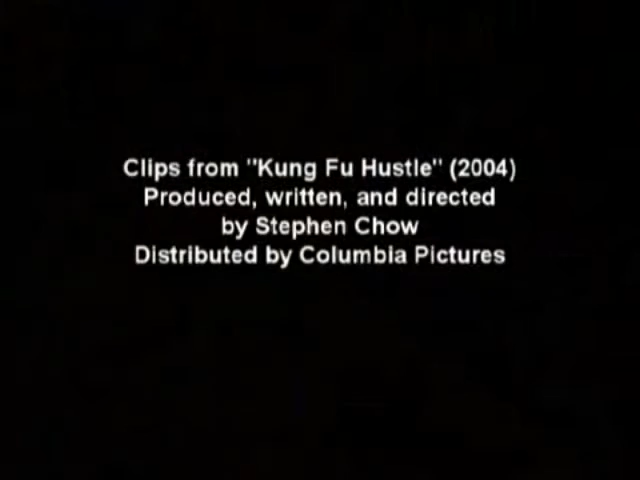 Clips from "Kung Fu Hustle" (2004)
Produced, written, and directed
by Stephen Chow
Distributed by Columbia Pictures